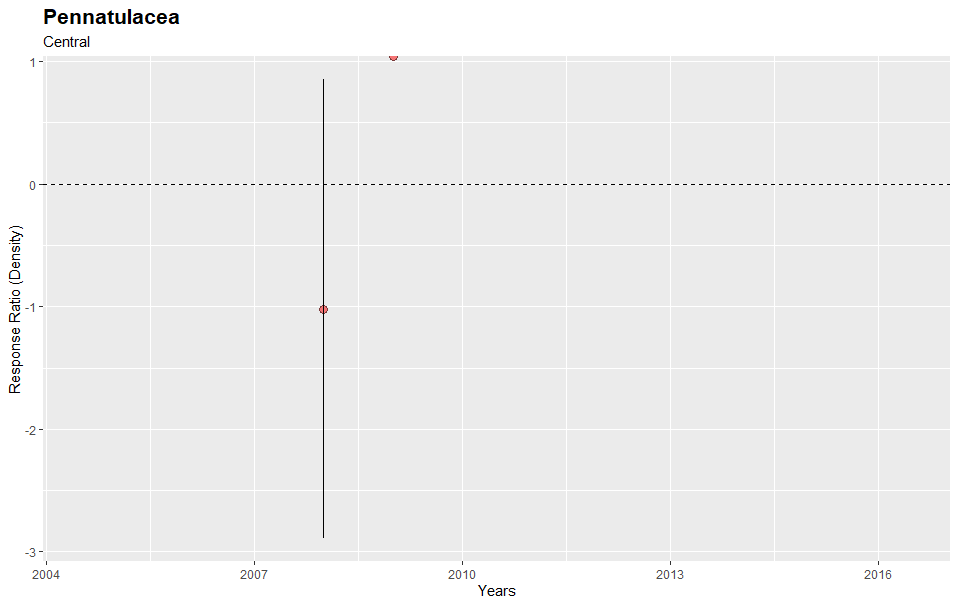 Pennatulacea
Central
Response Ratio (Density)
1
0
-1
-2
-3
2004 2007 2010 2013 2016
Years